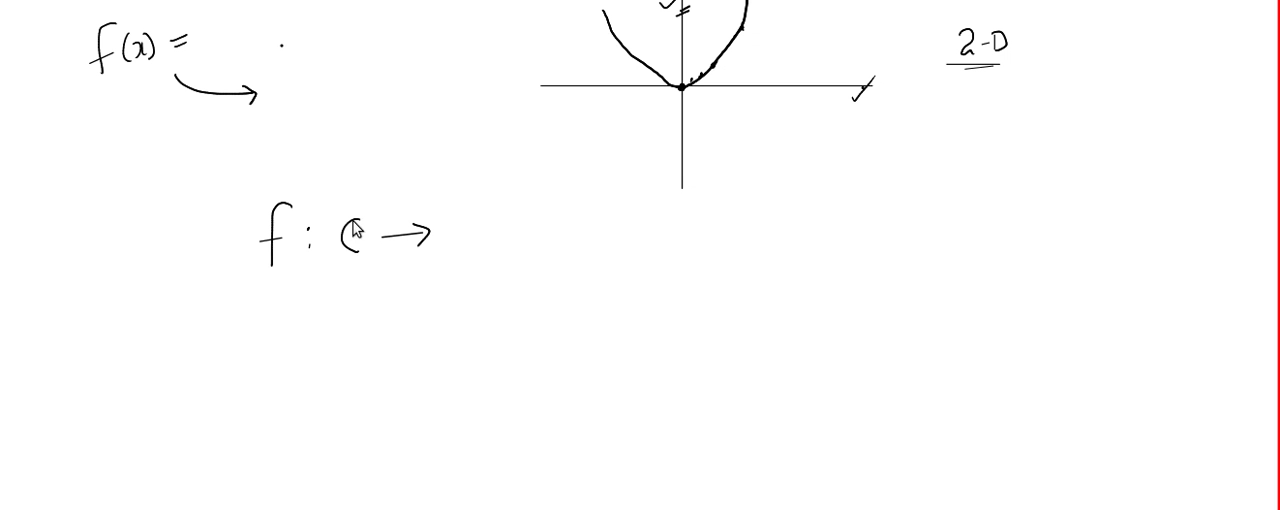 f(x) =
2-D
f : ℂ →